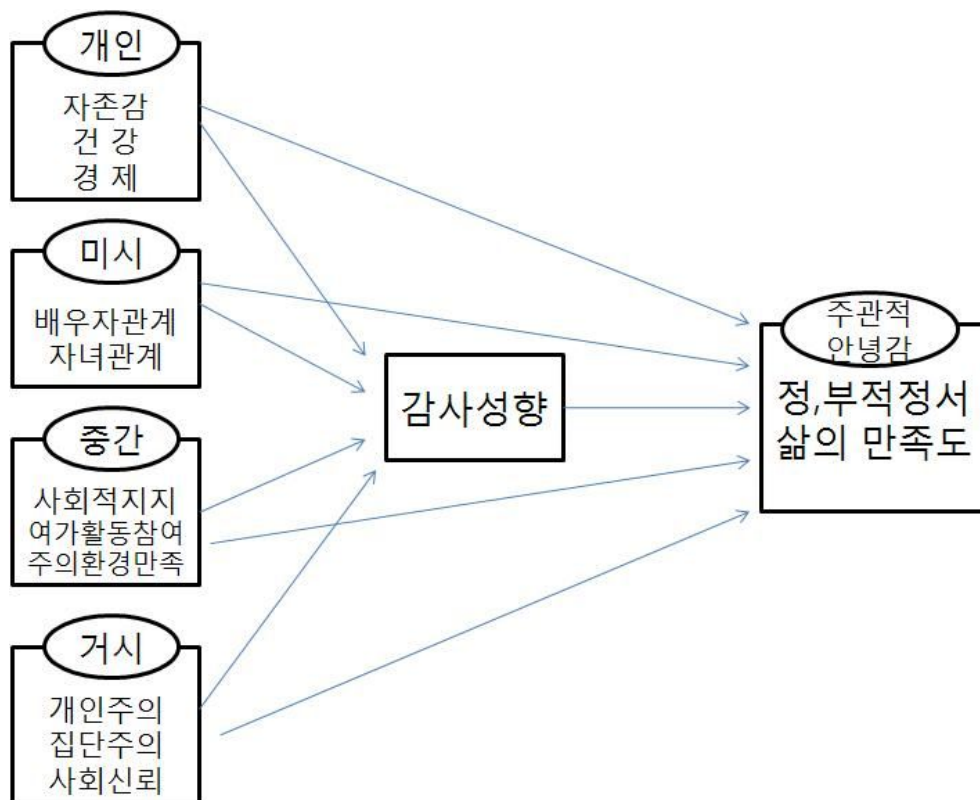 개인
자존감
건 강
경 제
미시
배우자관계
자녀관계
중간
사회적지지
여가활동참여
주의환경만족
거시
개인주의
집단주의
사회신뢰
감사성향
주관적
안녕감
정,부적정서
삶의 만족도